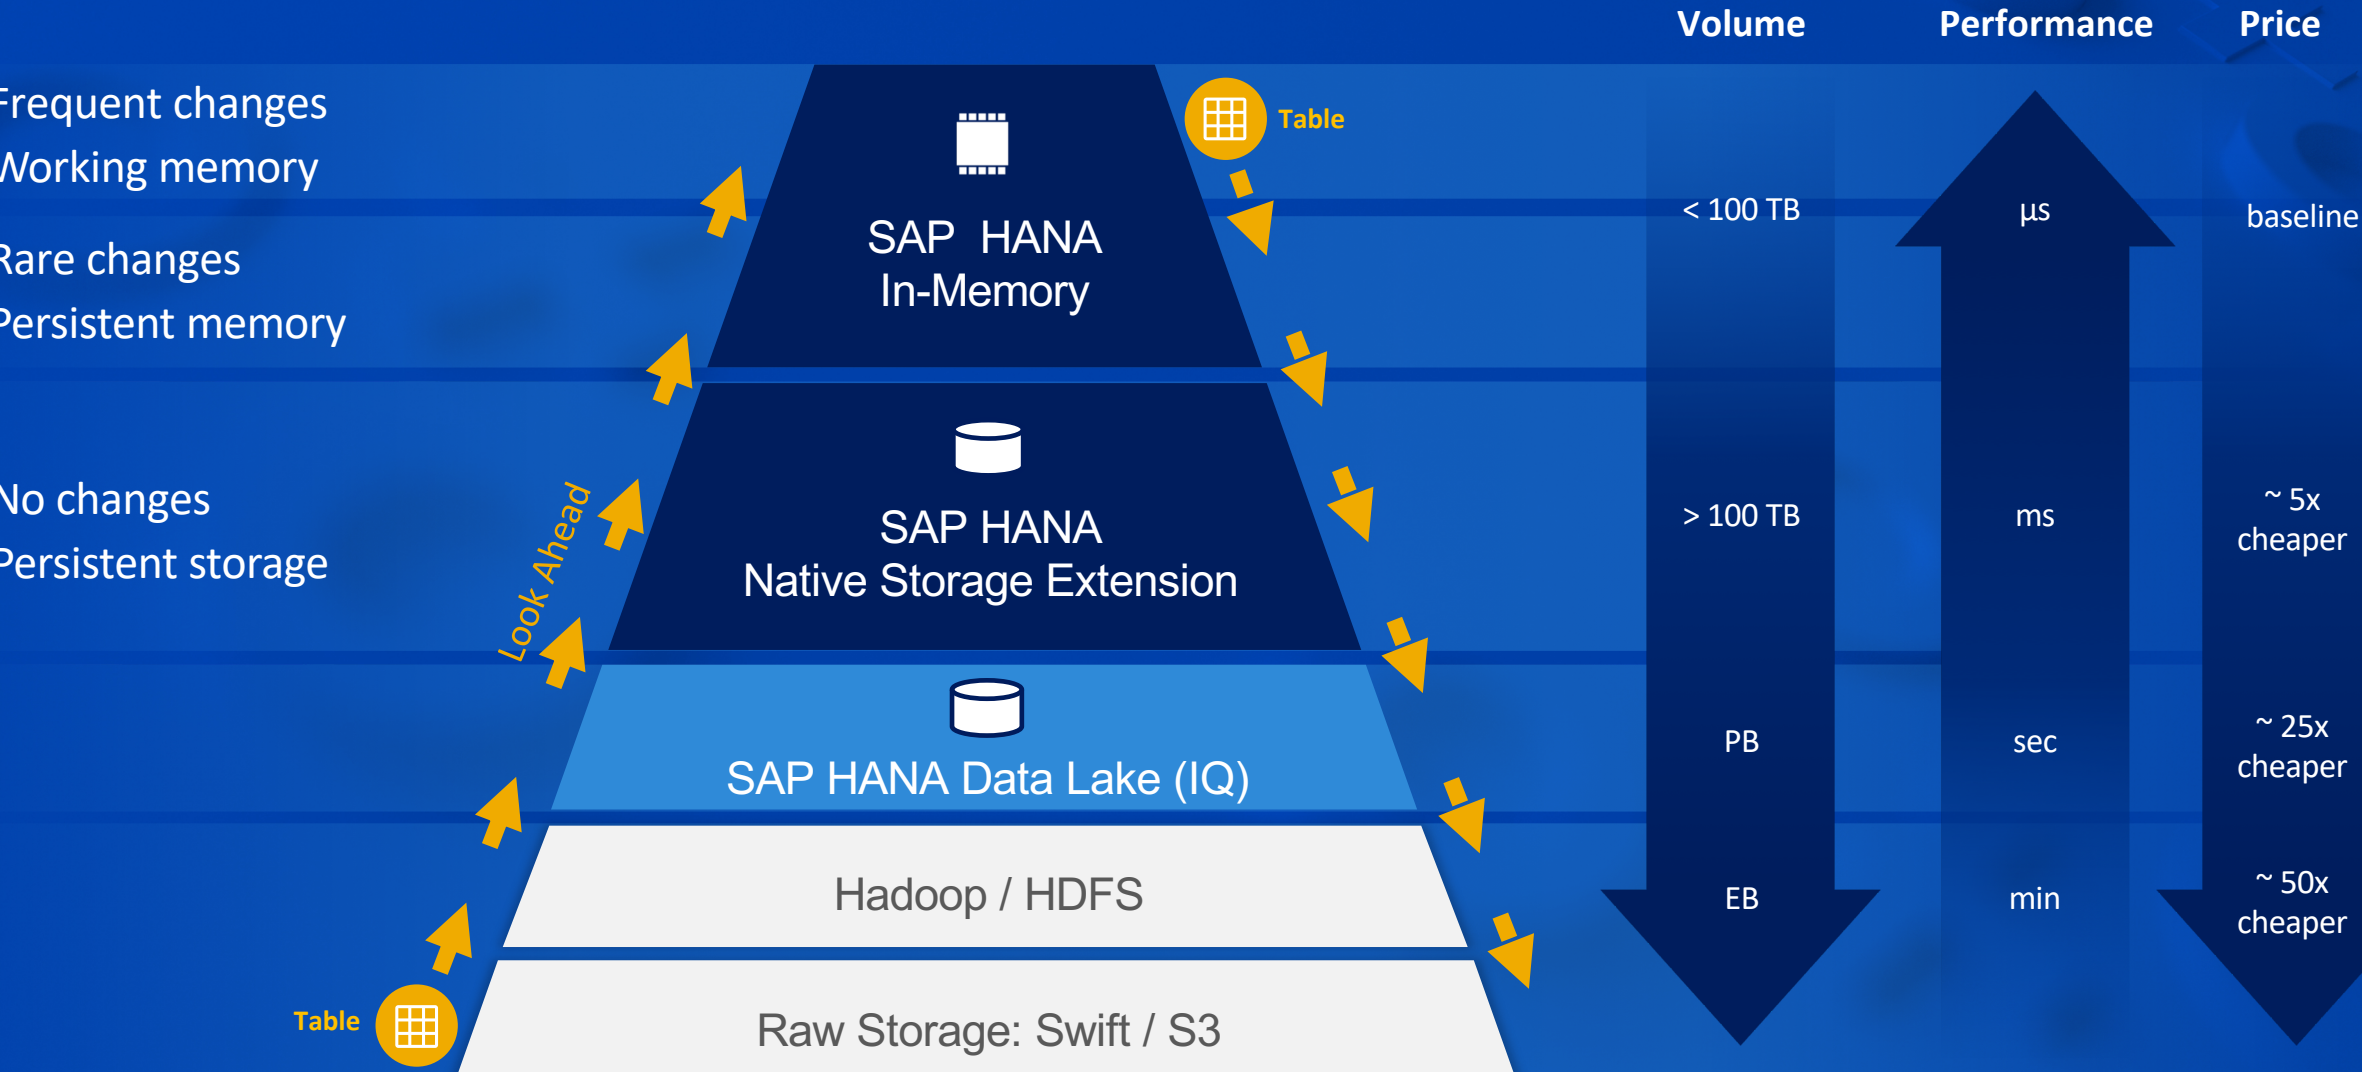 Volume Performance Price
Frequent changes
Working memory
Rare changes
Persistent memory
No changes
Persistent storage
Table
SAP HANA
In-Memory
SAP HANA
Native Storage Extension
Look Ahead
SAP HANA Data Lake (IQ)
Hadoop / HDFS
Raw Storage: Swift / S3
Table
< 100 TB µs baseline
> 100 TB ms ~ 5x
cheaper
PB sec ~ 25x
cheaper
EB min ~ 50x
cheaper